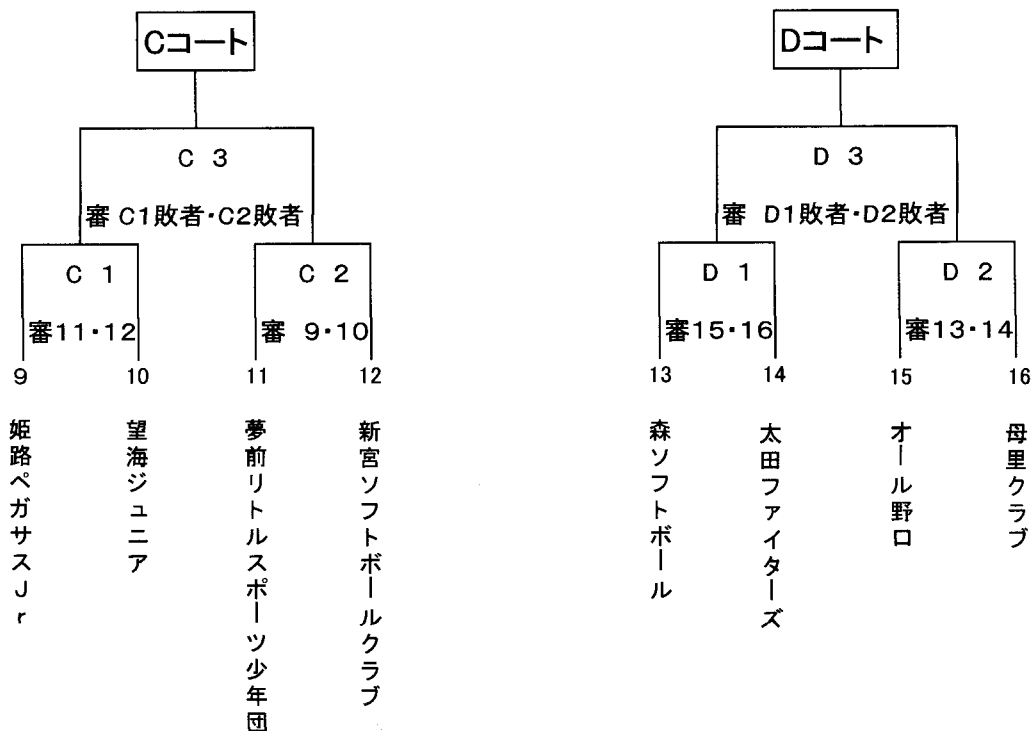 Cコート
C 3
審 C1敗者・C2敗者
C 1
審11・12
C 2
審 9・10
9
10
11
12
姫路ペガサスJr
望海ジュニア
夢前リトルスポーツ少年団
新宮ソフトボールクラブ
Dコート
D 3
審 D1敗者・D2敗者
D 1
審15・16
D 2
審13・14
13
14
15
16
森ソフトボール
太田ファイターズ
オール野口
母里クラブ